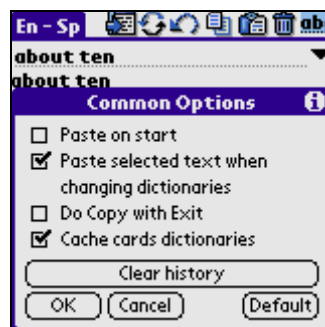 En - Sp
ab
about ten
about ten
Common Options
Paste on start
Paste selected text when
changing dictionaries
Do Copy with Exit
Cache cards dictionaries
Clear history
OK Cancel Default